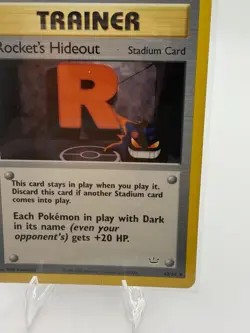 TRAINER
Rocket's Hideout Stadium Card
R
This card stays in play when you play it.
Discard this card if another Stadium card
comes into play.
Each Pokémon in play with Dark
in its name (even your
opponent's) gets +20 HP.